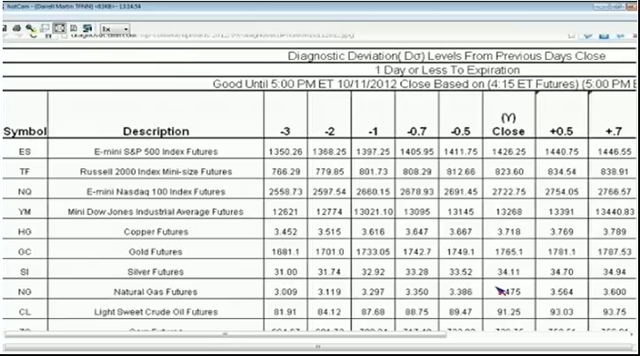 NotCam - (Darrell Martin TFNN) <63KB> - 13:14:54
1x
Diagnostic Deviation( Dσ) Levels From Previous Days Close
1 Day or Less To Expiration
Good Until 5:00 PM ET 10/11/2012 Close Based on (4:15 ET Futures) (5:00 PM E
(Y)
Symbol Description -3 -2 -1 -0.7 -0.5 Close +0.5 +.7
ES E-mini S&P 500 Index Futures 1350.26 1368.25 1397.25 1405.95 1411.75 1426.25 1440.75 1446.55
TF Russell 2000 Index Mini-size Futures 766.29 779.85 801.73 808.29 812.66 823.60 834.54 838.91
NQ E-mini Nasdaq 100 Index Futures 2558.73 2597.54 2660.15 2678.93 2691.45 2722.75 2754.05 2766.57
YM Mini Dow Jones Industrial Average Futures 12621 12774 13021.10 13095 13145 13268 13391 13440.83
HG Copper Futures 3.452 3.515 3.616 3.647 3.667 3.718 3.769 3.789
GC Gold Futures 1681.1 1701.0 1733.05 1742.7 1749.1 1765.1 1781.1 1787.53
SI Silver Futures 31.00 31.74 32.92 33.28 33.52 34.11 34.70 34.94
NG Natural Gas Futures 3.009 3.119 3.297 3.350 3.386 475 3.564 3.600
CL Light Sweet Crude Oil Futures 81.91 84.12 87.68 88.75 89.47 91.25 93.03 93.75